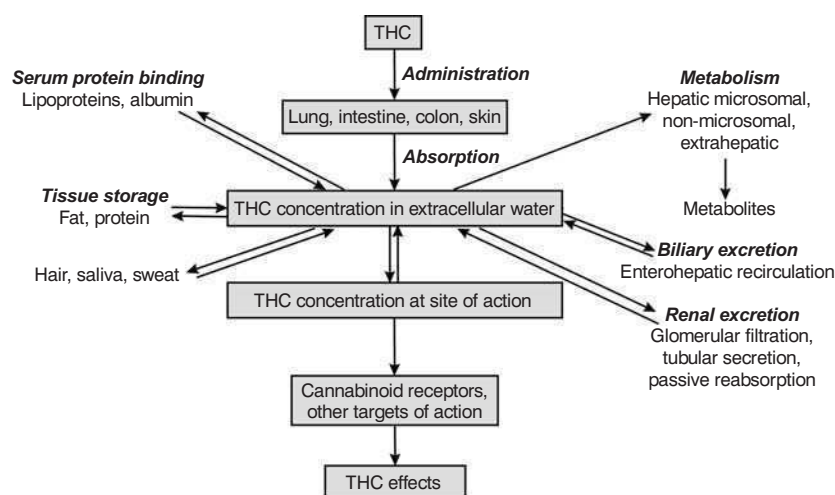 THC
Administration
Serum protein binding
Lipoproteins, albumin
Metabolism
Hepatic microsomal,
non-microsomal,
extrahepatic
Lung, intestine, colon, skin
Absorption
Tissue storage
Fat, protein
THC concentration in extracellular water
Metabolites
Biliary excretion
Enterohepatic recirculation
Hair, saliva, sweat
THC concentration at site of action
Renal excretion
Glomerular filtration,
tubular secretion,
passive reabsorption
Cannabinoid receptors,
other targets of action
THC effects